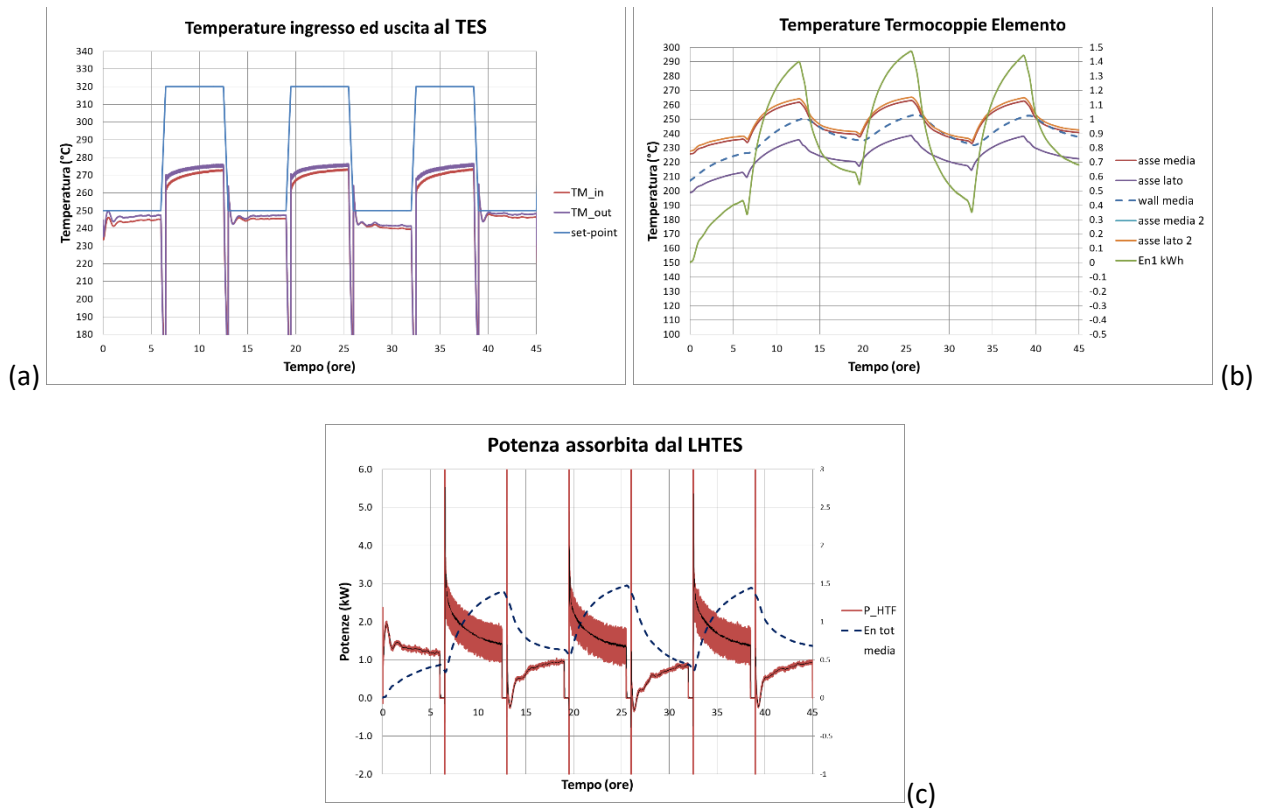 Temperature ingresso ed uscita al TES
340
330
320
310
300
290
280
270
260
250
240
230
220
210
200
190
180
Temperatura (°C)
0 5 10 15 20 25 30 35 40 45
Tempo (ore)
TM_in
TM_out
set-point
(a)
Temperature Termocoppie Elemento
300
290
280
270
260
250
240
230
220
210
200
190
180
170
160
150
140
130
120
110
100
Temperatura (°C)
1.5
1.4
1.3
1.2
1.1
1
0.9
0.8
0.7
0.6
0.5
0.4
0.3
0.2
0.1
0
-0.1
-0.2
-0.3
-0.4
-0.5
0 5 10 15 20 25 30 35 40 45
Tempo (ore)
asse media
asse lato
wall media
asse media 2
asse lato 2
En1 kWh
(b)
Potenza assorbita dal LHTES
6.0
5.0
4.0
3.0
2.0
1.0
0.0
-1.0
-2.0
Potenze (kW)
3
2.5
2
1.5
1
0.5
0
-0.5
-1
0 5 10 15 20 25 30 35 40 45
Tempo (ore)
P_HTF
En tot
media
(c)